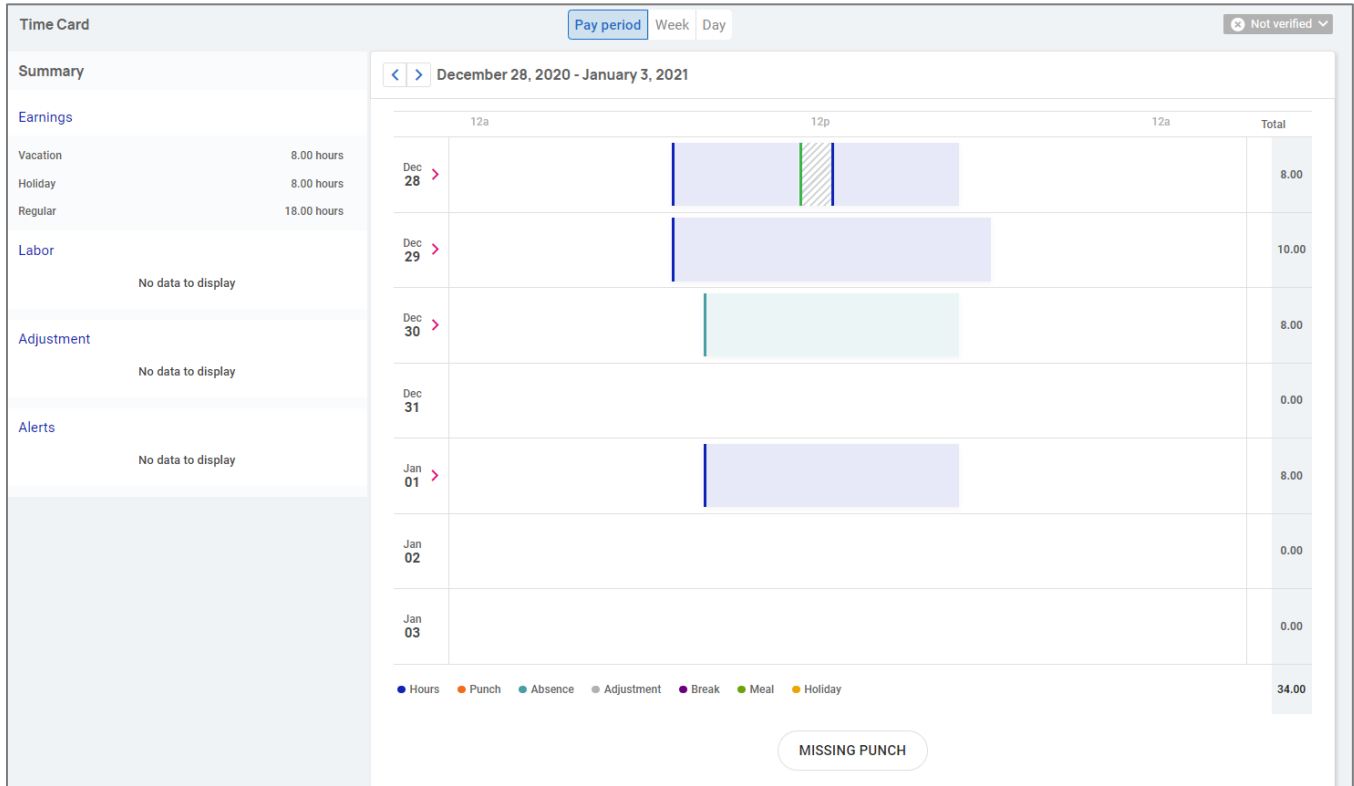 Time Card
Pay period Week Day
Not verified
Summary
December 28, 2020 - January 3, 2021
Earnings
Vacation 8.00 hours
Holiday 8.00 hours
Regular 18.00 hours
Labor
No data to display
Adjustment
No data to display
Alerts
No data to display
12a 12p 12a Total
Dec
28 8.00
Dec
29 10.00
Dec
30 8.00
Dec
31 0.00
Jan
01 8.00
Jan
02 0.00
Jan
03 0.00
Hours Punch Absence Adjustment Break Meal Holiday 34.00
MISSING PUNCH